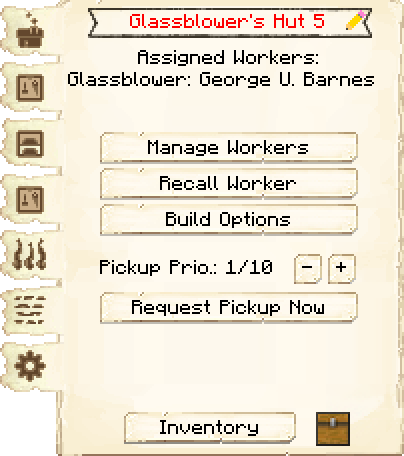 Glassblower's Hut 5
Assigned Workers:
Glassblower: George U. Barnes
Manage Workers
Recall Worker
Build Options
Pickup Prio.: 1/10 - +
Request Pickup Now
Inventory